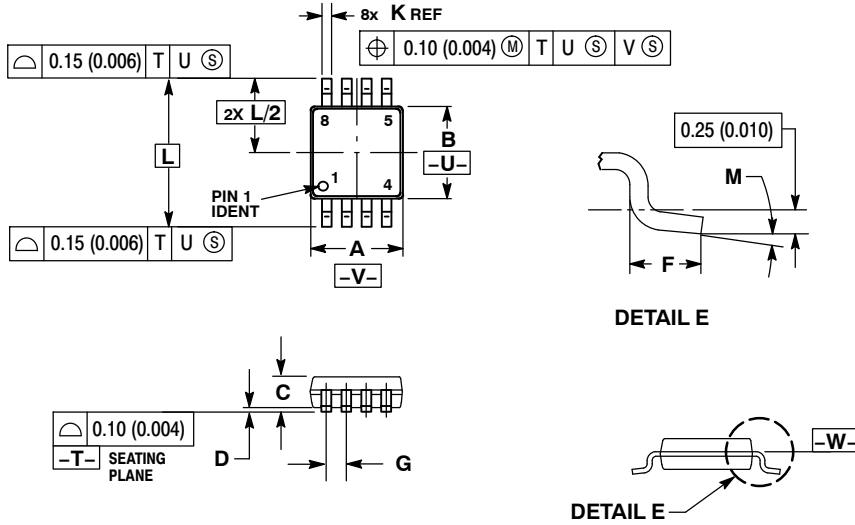 8x K REF
⌖ 0.10 (0.004) Ⓜ T U Ⓢ V Ⓢ
⌓ 0.15 (0.006) T U Ⓢ
2X L/2
8 5
B
-U-
L
1 4
PIN 1
IDENT
⌓ 0.15 (0.006) T U Ⓢ
A
-V-
0.25 (0.010)
M
F
DETAIL E
C
⌓ 0.10 (0.004)
-T- SEATING
PLANE
D
G
-W-
DETAIL E